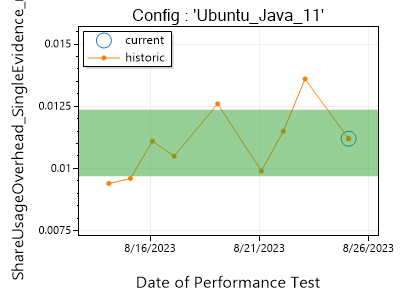 Config : 'Ubuntu_Java_11'
current
historic
0.015
0.0125
0.01
0.0075
8/16/2023
8/21/2023
8/26/2023
Date of Performance Test
ShareUsageOverhead_SingleEvidence_